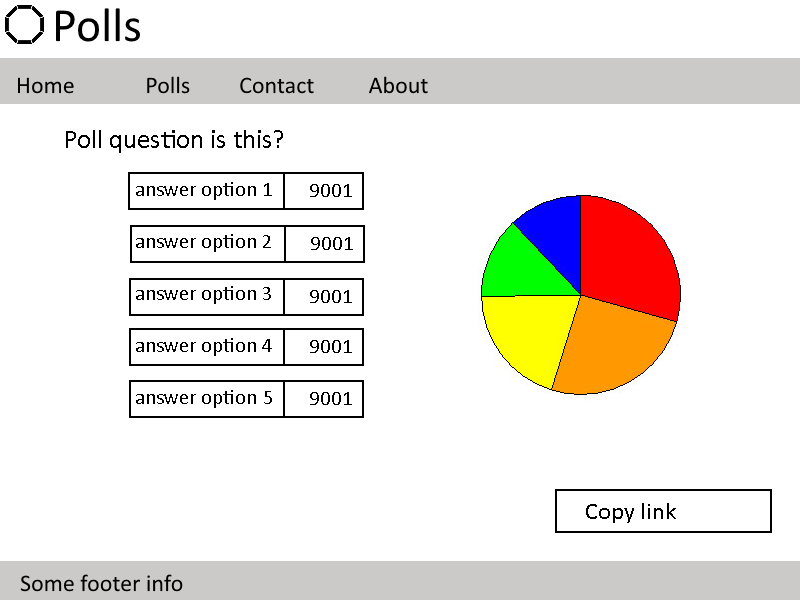 Polls
Home Polls Contact About
Poll question is this?
answer option 1 9001
answer option 2 9001
answer option 3 9001
answer option 4 9001
answer option 5 9001
Copy link
Some footer info